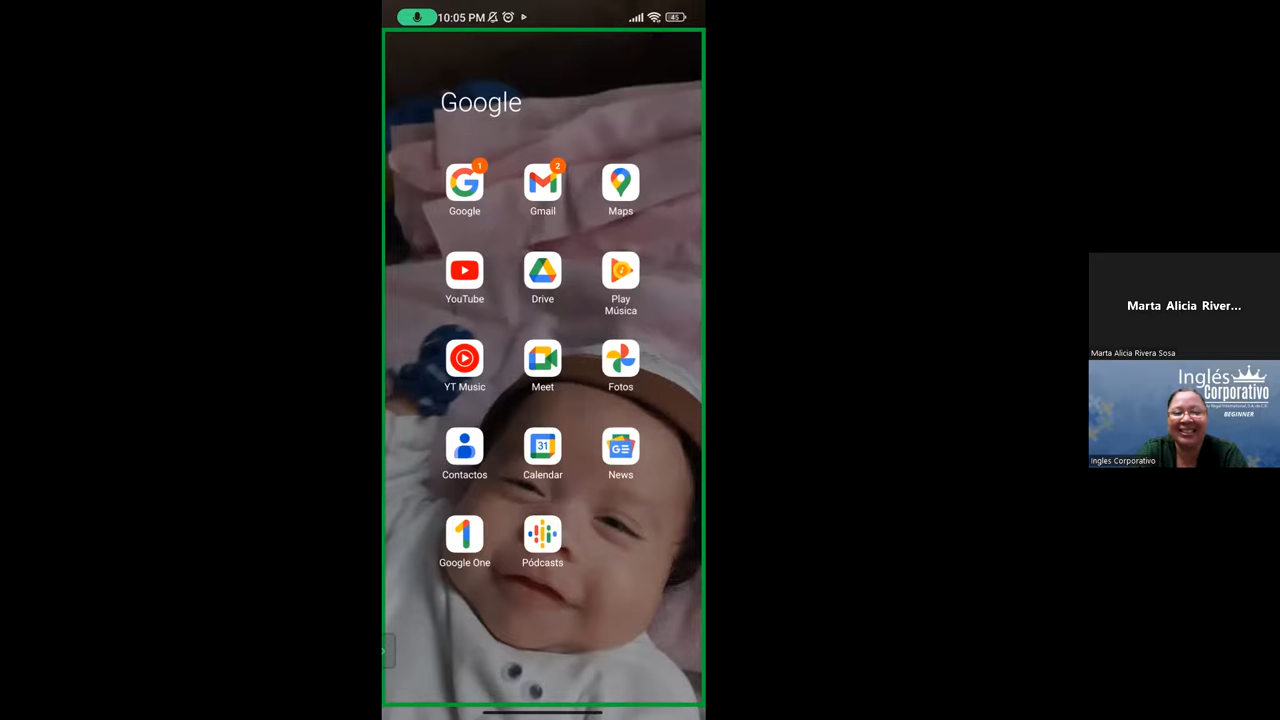 10:05 PM
45
Google
1
2
Google
Gmail
Maps
YouTube
Drive
Play
Música
YT Music
Meet
Fotos
31
Contactos
Calendar
News
Google One
Pódcasts
Marta Alicia River...
Marta Alicia Rivera Sosa
Inglés
Corporativo
BEGINNER
Ingles Corporativo